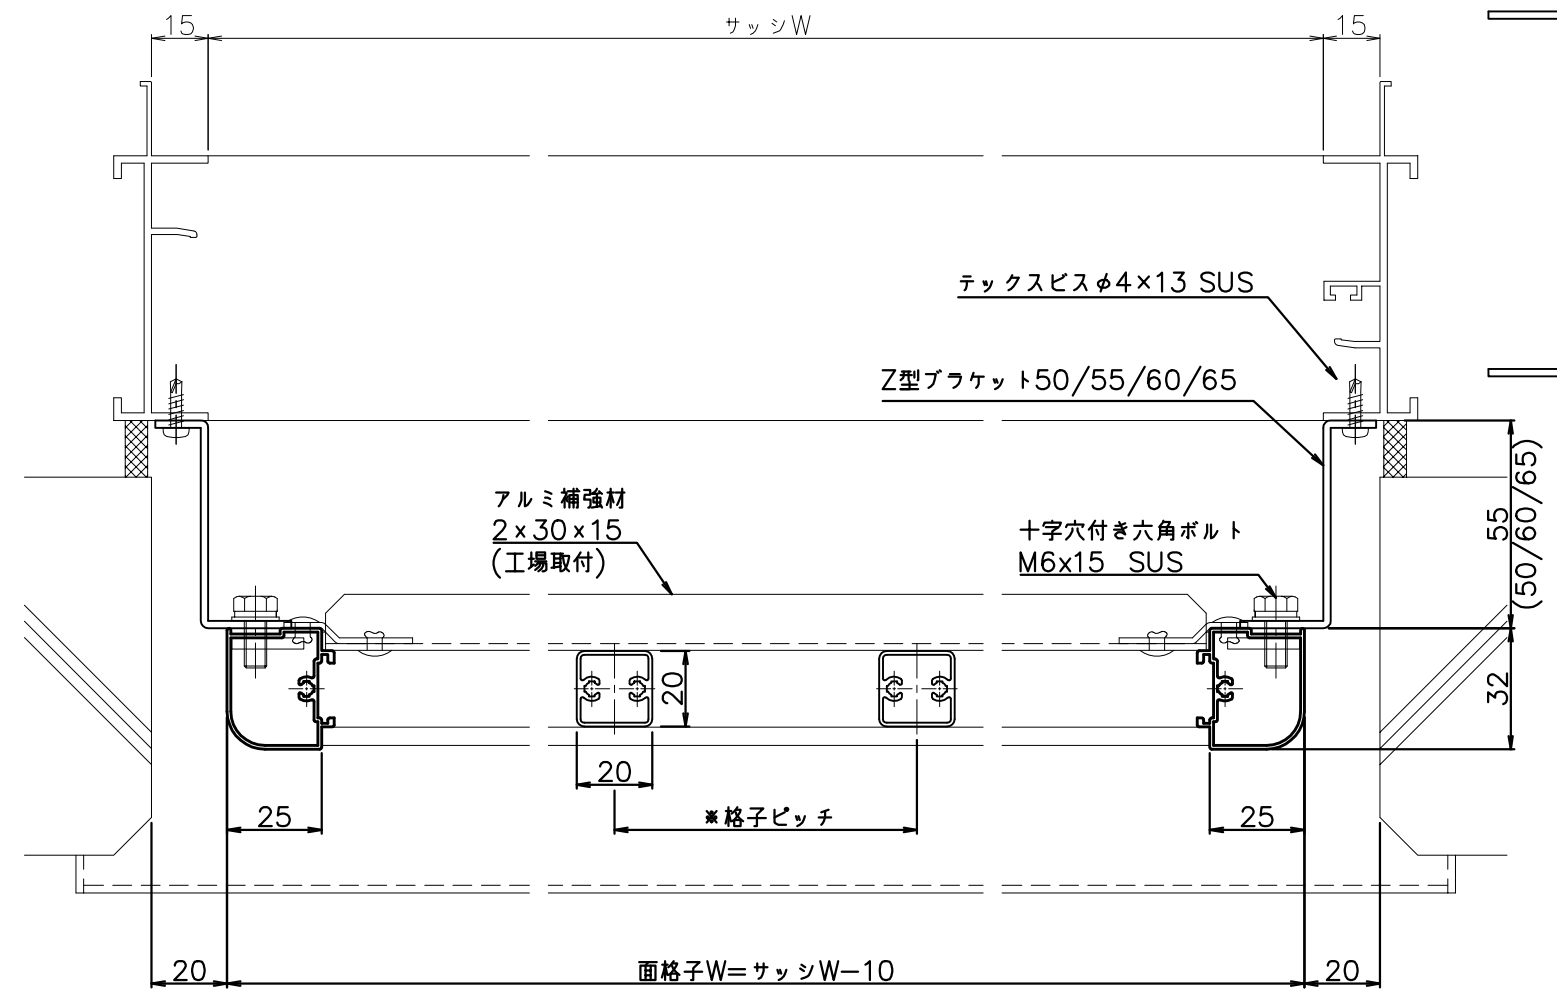 15
サッシW
15
テックスビスφ4×13 SUS
Z型ブラケット50/55/60/65
アルミ補強材
2×30×15
(工場取付)
十字穴付き六角ボルト
M6x15 SUS
55
(50/60/65)
32
20
20
25
※格子ピッチ
25
20
面格子W=サッシW-10
20